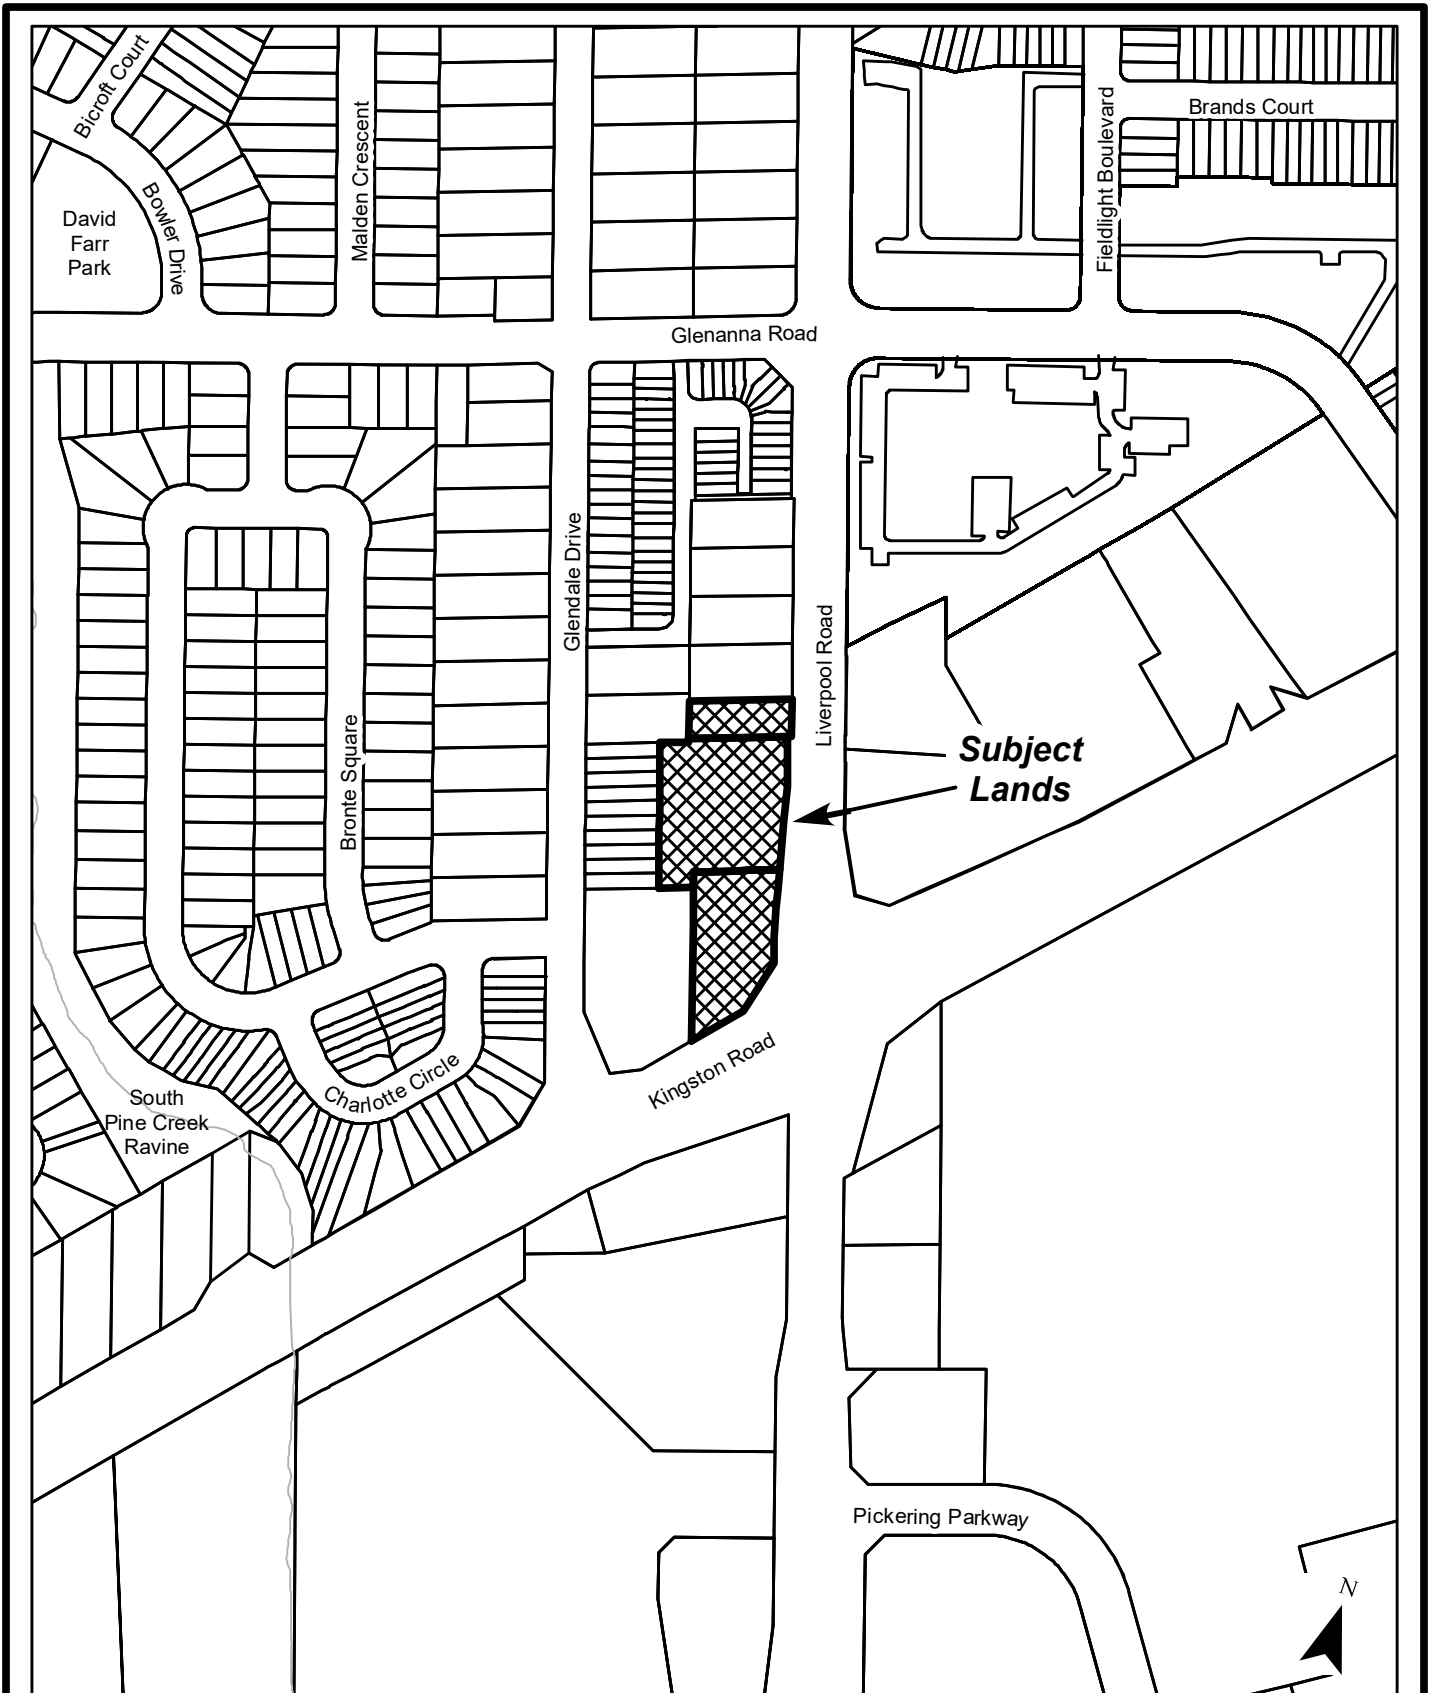 Bicroft Court
Brands Court
Malden Crescent
Fieldlight Boulevard
David
Farr
Park
Bowler Drive
Glenanna Road
Glendale Drive
Liverpool Road
Bronte Square
Subject
Lands
Kingston Road
Charlotte Circle
South
Pine Creek
Ravine
Pickering Parkway
N